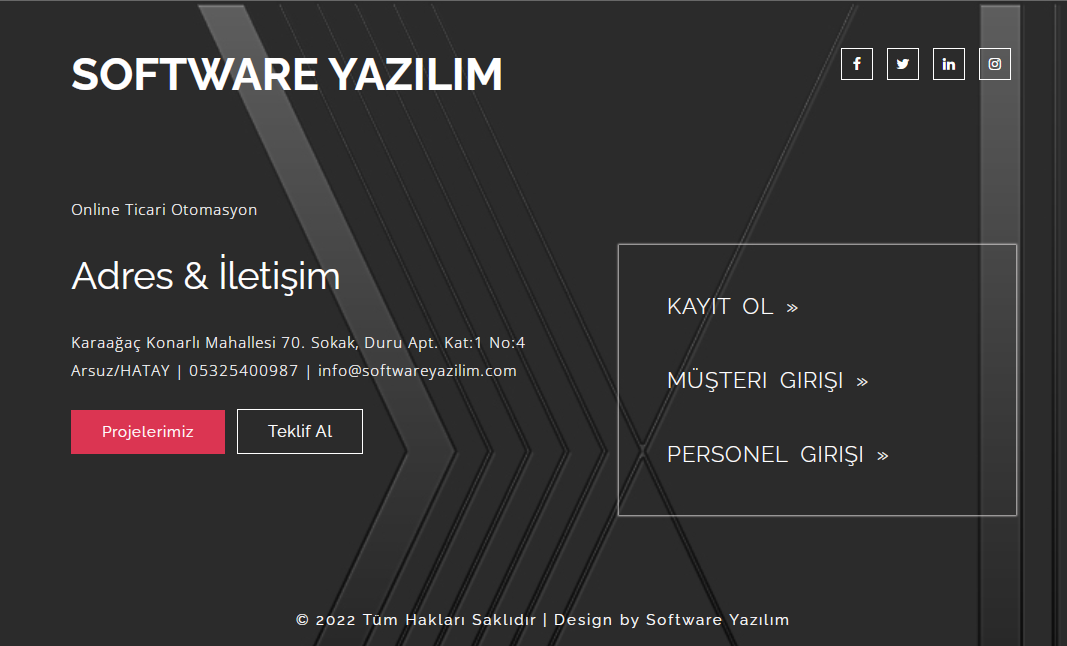 SOFTWARE YAZILIM
Online Ticari Otomasyon
Adres & İletişim
Karaağaç Konarlı Mahallesi 70. Sokak, Duru Apt. Kat:1 No:4
Arsuz/HATAY | 05325400987 | info@softwareyazilim.com
Projelerimiz
Teklif Al
KAYIT OL »
MÜŞTERI GIRIŞI »
PERSONEL GIRIŞI »
© 2022 Tüm Hakları Saklıdır | Design by Software Yazılım